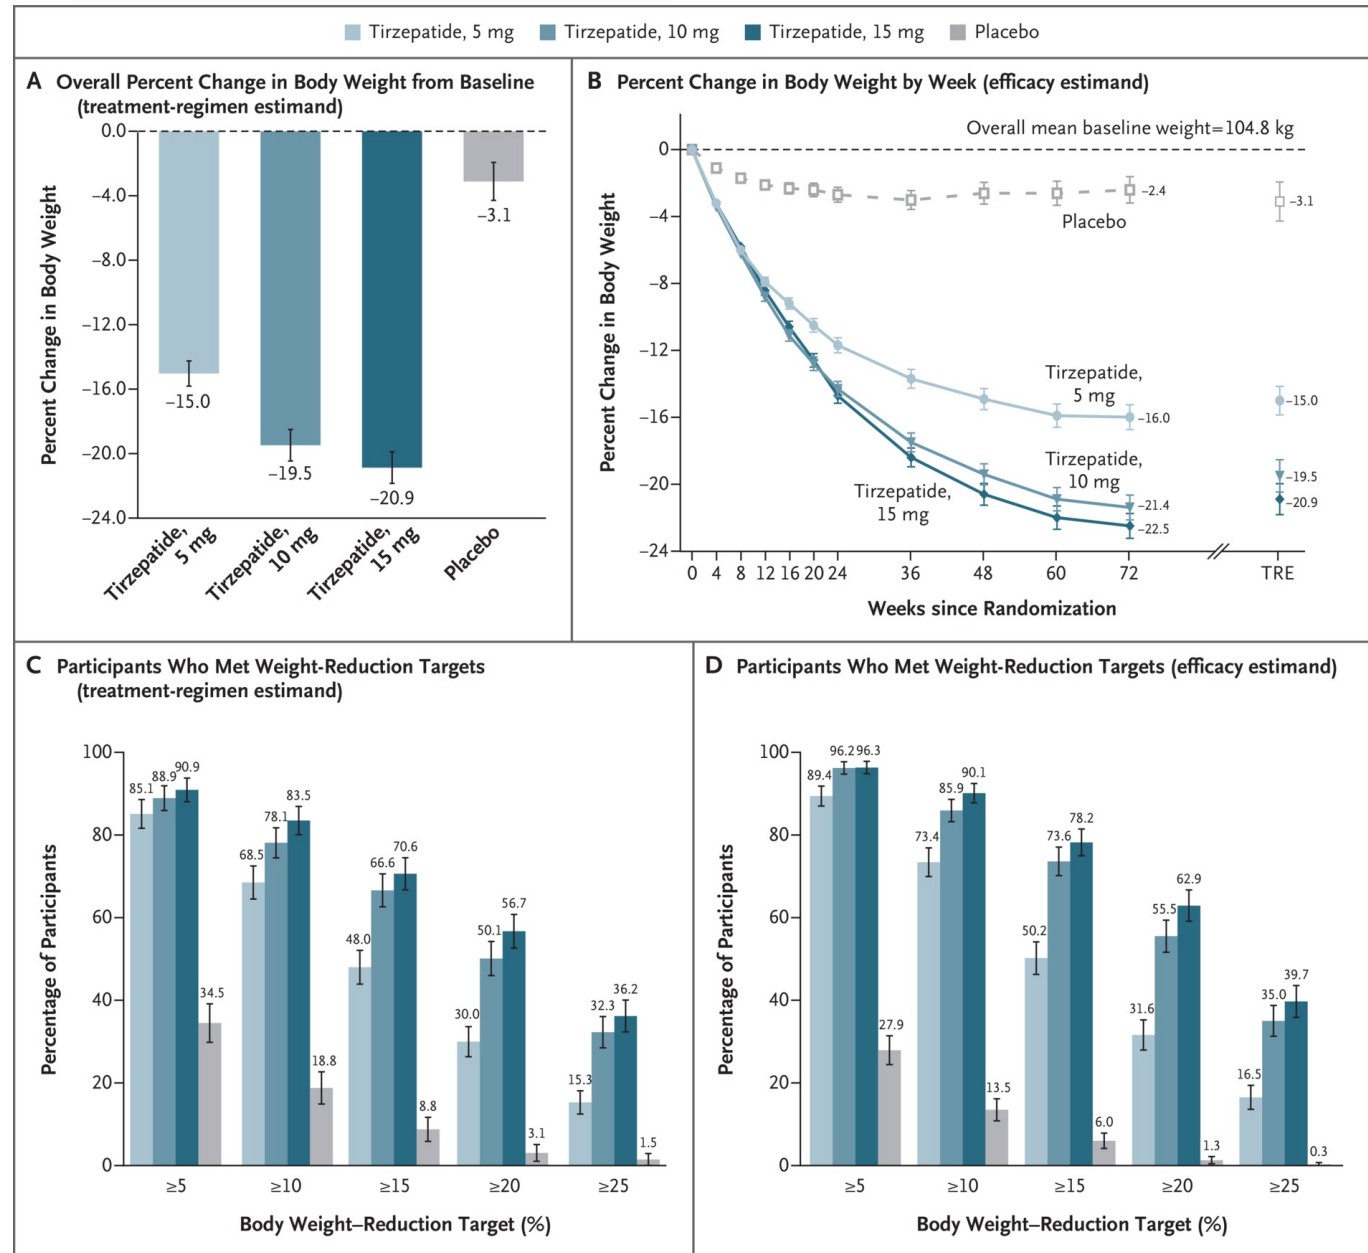 Tirzepatide, 5 mg Tirzepatide, 10 mg Tirzepatide, 15 mg Placebo
A Overall Percent Change in Body Weight from Baseline
(treatment-regimen estimand)
Percent Change in Body Weight
0.0
−4.0
−8.0
−12.0
−16.0
−20.0
−24.0
−15.0
−19.5
−20.9
−3.1
Tirzepatide,
5 mg
Tirzepatide,
10 mg
Tirzepatide,
15 mg
Placebo
B Percent Change in Body Weight by Week (efficacy estimand)
Overall mean baseline weight=104.8 kg
Percent Change in Body Weight
0
−4
−8
−12
−16
−20
−24
−2.4
Placebo
−3.1
Tirzepatide,
5 mg
−16.0
−15.0
Tirzepatide,
10 mg
−21.4
−19.5
Tirzepatide,
15 mg
−22.5
−20.9
0 4 8 12 16 20 24 36 48 60 72 TRE
Weeks since Randomization
C Participants Who Met Weight-Reduction Targets
(treatment-regimen estimand)
Percentage of Participants
100
80
60
40
20
0
85.1 88.9 90.9 34.5
68.5 78.1 83.5 18.8
48.0 66.6 70.6 8.8
30.0 50.1 56.7 3.1
15.3 32.3 36.2 1.5
≥5 ≥10 ≥15 ≥20 ≥25
Body Weight–Reduction Target (%)
D Participants Who Met Weight-Reduction Targets (efficacy estimand)
Percentage of Participants
100
80
60
40
20
0
89.4 96.2 96.3 27.9
73.4 85.9 90.1 13.5
50.2 73.6 78.2 6.0
31.6 55.5 62.9 1.3
16.5 35.0 39.7 0.3
≥5 ≥10 ≥15 ≥20 ≥25
Body Weight–Reduction Target (%)